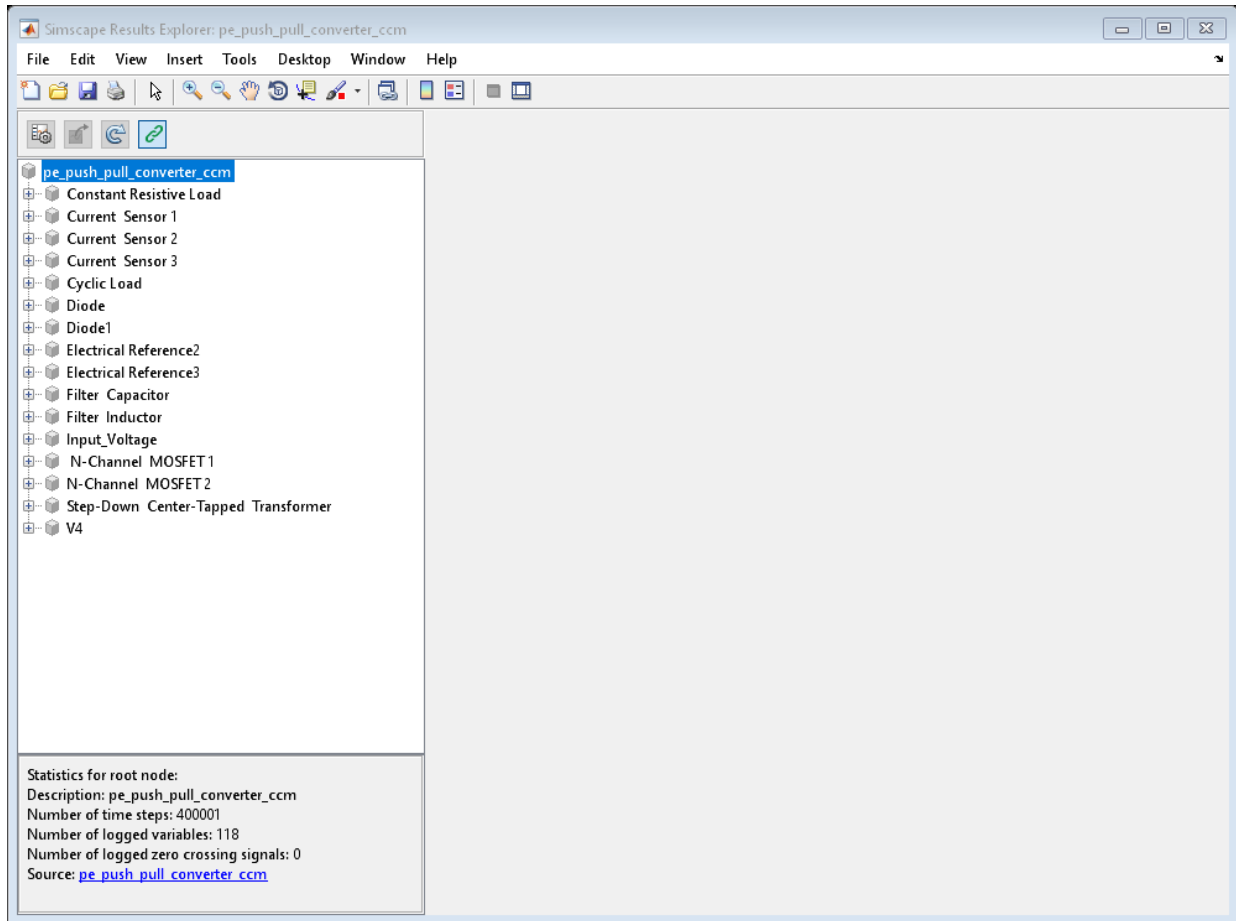 Simscape Results Explorer: pe_push_pull_converter_ccm
File Edit View Insert Tools Desktop Window Help
pe_push_pull_converter_ccm
Constant Resistive Load
Current Sensor 1
Current Sensor 2
Current Sensor 3
Cyclic Load
Diode
Diode1
Electrical Reference2
Electrical Reference3
Filter Capacitor
Filter Inductor
Input_Voltage
N-Channel MOSFET 1
N-Channel MOSFET 2
Step-Down Center-Tapped Transformer
V4
Statistics for root node:
Description: pe_push_pull_converter_ccm
Number of time steps: 400001
Number of logged variables: 118
Number of logged zero crossing signals: 0
Source: pe_push_pull_converter_ccm